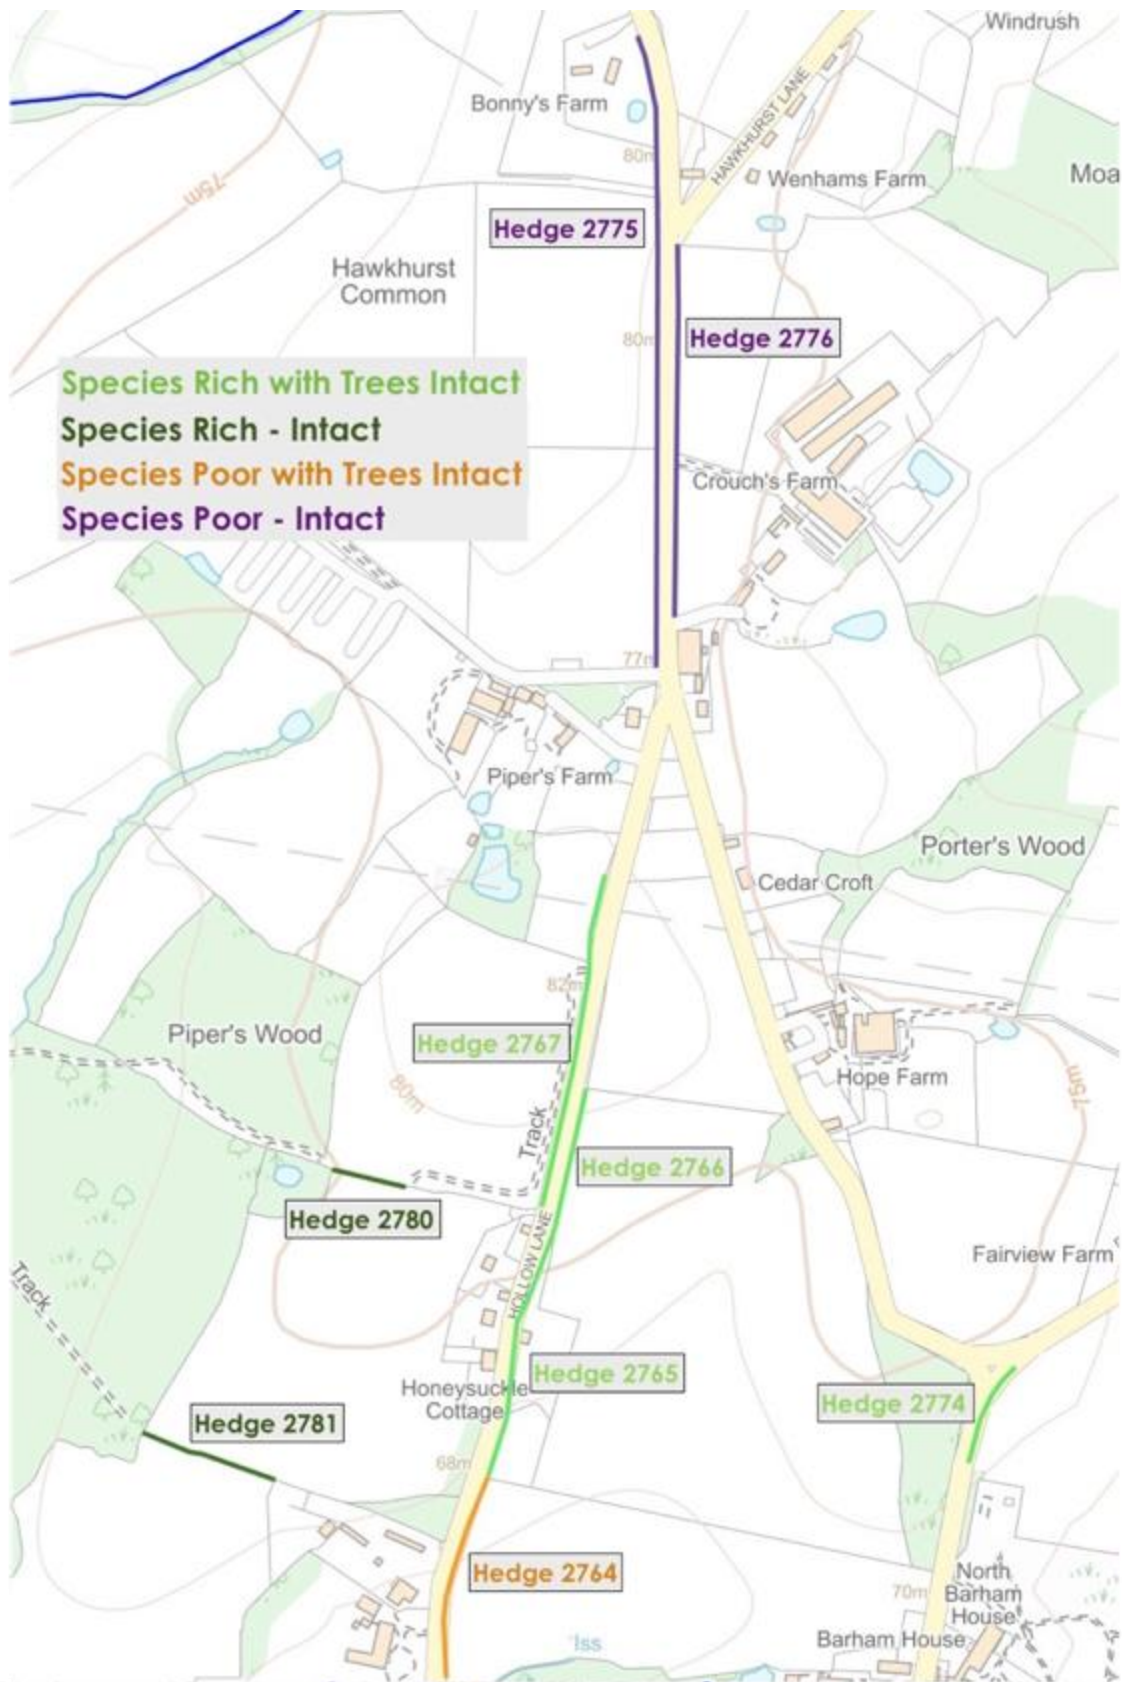 Windrush
Bonny's Farm
HAWKHURST LANE
80m
Wenhams Farm
Moa
75m
Hedge 2775
Hawkhurst
Common
Hedge 2776
80m
Species Rich with Trees Intact
Species Rich - Intact
Species Poor with Trees Intact
Species Poor - Intact
Crouch's Farm
77m
Piper's Farm
Porter's Wood
Cedar Croft
82m
Piper's Wood
Hedge 2767
Hope Farm
80m
75m
Track
Hedge 2766
Hedge 2780
HOLLOW LANE
Fairview Farm
Track
Hedge 2765
Honeysuckle
Cottage
Hedge 2774
Hedge 2781
68m
Hedge 2764
70m
North
Barham
House
Barham House
Iss